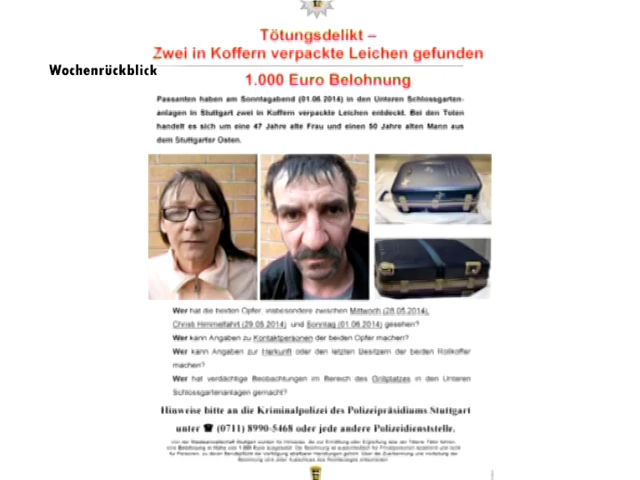 Tötungsdelikt –
Zwei in Koffern verpackte Leichen gefunden
Wochenrückblick
1.000 Euro Belohnung
Passanten haben am Sonntagabend (01.06.2014) in den Unteren Schlossgarten-
anlagen in Stuttgart zwei in Koffern verpackte Leichen entdeckt. Bei den Toten
handelt es sich um eine 47 Jahre alte Frau und einen 50 Jahre alten Mann aus
dem Stuttgarter Osten.
Wer hat die beiden Opfer, insbesondere zwischen Mittwoch (28.05.2014),
Christi Himmelfahrt (29.05.2014) und Sonntag (01.06.2014) gesehen?
Wer kann Angaben zu Kontaktpersonen der beiden Opfer machen?
Wer kann Angaben zur Herkunft oder den letzten Besitzern der beiden Rollkoffer
machen?
Wer hat verdächtige Beobachtungen im Bereich des Grillplatzes in den Unteren
Schlossgartenanlagen gemacht?
Hinweise bitte an die Kriminalpolizei des Polizeipräsidiums Stuttgart
unter ☎ (0711) 8990-5468 oder jede andere Polizeidienststelle.